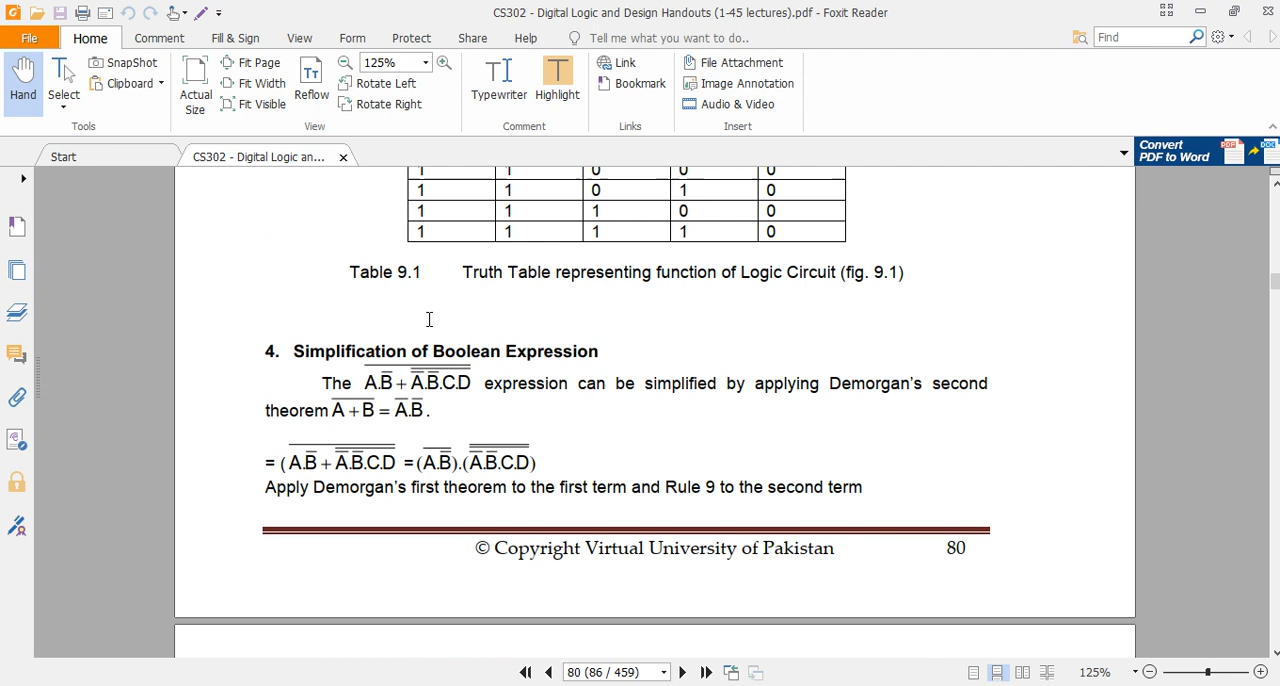 CS302 - Digital Logic and Design Handouts (1-45 lectures).pdf - Foxit Reader
File Home Comment Fill & Sign View Form Protect Share Help Tell me what you want to do.. Find
Hand Select SnapShot Clipboard
Tools
Actual Size Fit Page Fit Width Fit Visible Reflow 125% Rotate Left Rotate Right
View
Typewriter Highlight
Comment
Link Bookmark
Links
File Attachment Image Annotation Audio & Video
Insert
Start CS302 - Digital Logic an... Convert PDF to Word
1 1 0 0 0
1 1 0 1 0
1 1 1 0 0
1 1 1 1 0
Table 9.1 Truth Table representing function of Logic Circuit (fig. 9.1)
4. Simplification of Boolean Expression
The A.B̅ + A̅.B̅.C.D expression can be simplified by applying Demorgan's second
theorem A + B = A̅.B̅.
= ( A.B̅ + A̅.B̅.C.D = (A.B̅).(A̅.B̅.C.D)
Apply Demorgan's first theorem to the first term and Rule 9 to the second term
© Copyright Virtual University of Pakistan 80
80 (86 / 459) 125%